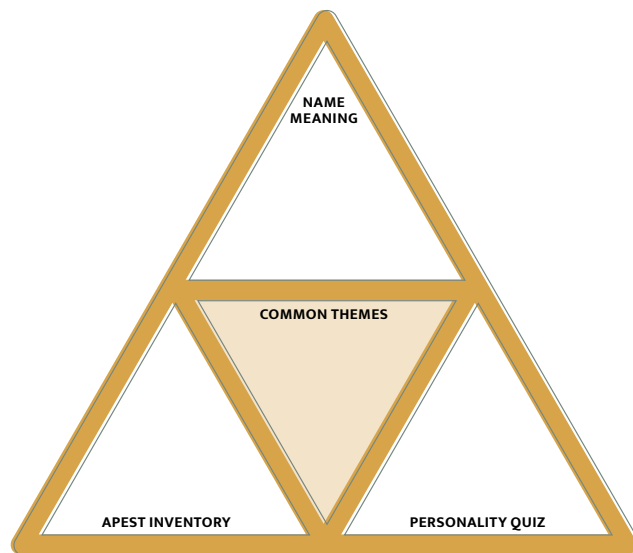 NAME
MEANING
COMMON THEMES
APEST INVENTORY
PERSONALITY QUIZ